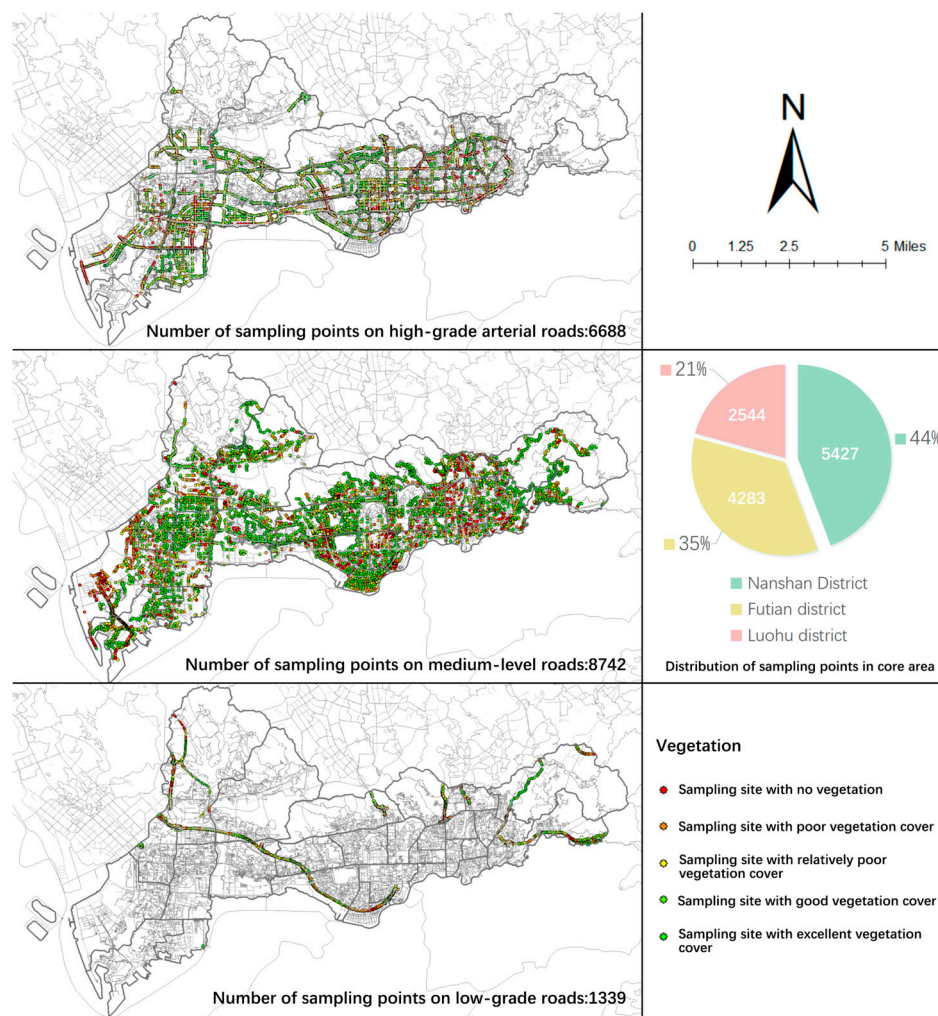 Number of sampling points on high-grade arterial roads:6688
N
0 1.25 2.5 5 Miles
Number of sampling points on medium-level roads:8742
21%
2544
44%
5427
4283
35%
Nanshan District
Futian district
Luohu district
Distribution of sampling points in core area
Number of sampling points on low-grade roads:1339
Vegetation
Sampling site with no vegetation
Sampling site with poor vegetation cover
Sampling site with relatively poor
vegetation cover
Sampling site with good vegetation cover
Sampling site with excellent vegetation
cover